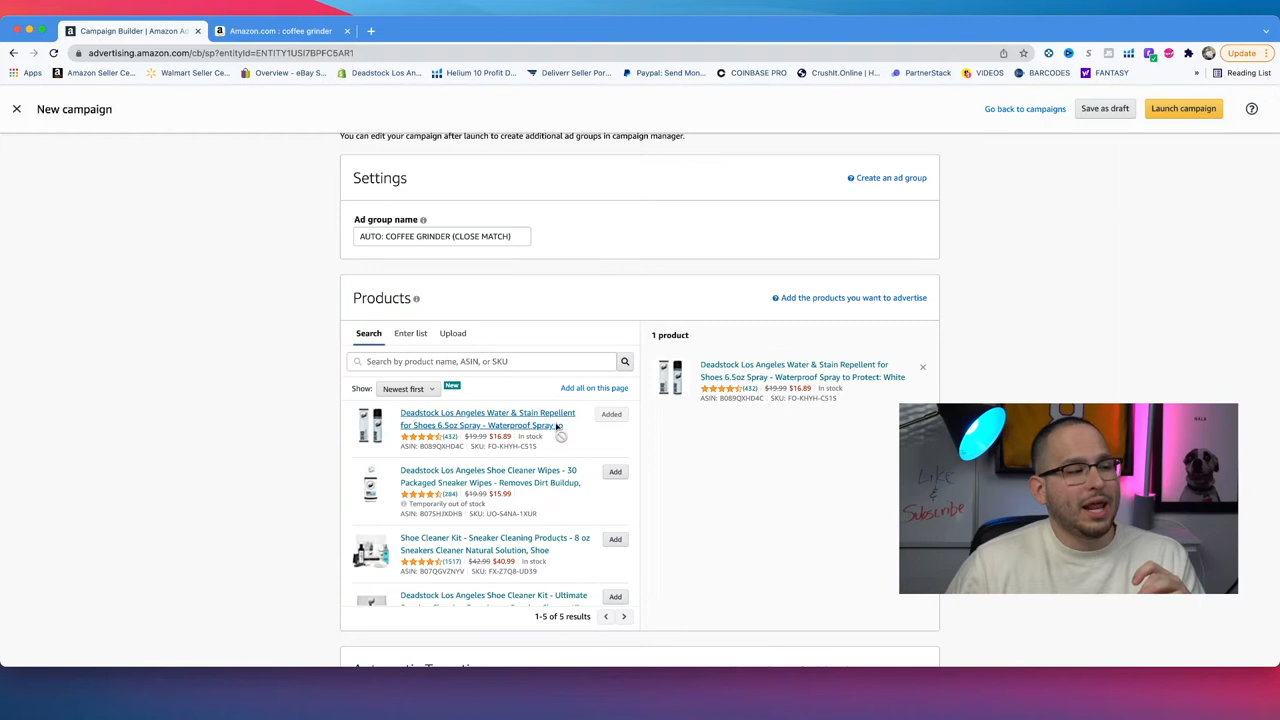 Campaign Builder | Amazon Ad
Amazon.com : coffee grinder
advertising.amazon.com/cb/sp?entityId=ENTITY1USI7BPFC5AR1
Update
Apps
Amazon Seller Ce...
Walmart Seller Ce...
Overview - eBay S...
Deadstock Los An...
Helium 10 Profit D...
Deliverr Seller Por...
Paypal: Send Mon...
COINBASE PRO
CrushIt.Online | H...
PartnerStack
VIDEOS
BARCODES
FANTASY
Reading List
New campaign
Go back to campaigns
Save as draft
Launch campaign
You can edit your campaign after launch to create additional ad groups in campaign manager.
Settings
Create an ad group
Ad group name
AUTO: COFFEE GRINDER (CLOSE MATCH)
Products
Add the products you want to advertise
Search Enter list Upload
1 product
Search by product name, ASIN, or SKU
Show: Newest first New
Add all on this page
Deadstock Los Angeles Water & Stain Repellent
for Shoes 6.5oz Spray - Waterproof Spray to
(432) $19.99 $16.89 In stock
ASIN: B089QXHD4C SKU: FO-KHYH-C51S
Added
Deadstock Los Angeles Water & Stain Repellent for
Shoes 6.5oz Spray - Waterproof Spray to Protect: White
(432) $19.99 $16.89 In stock
ASIN: B089QXHD4C SKU: FO-KHYH-C51S
Deadstock Los Angeles Shoe Cleaner Wipes - 30
Packaged Sneaker Wipes - Removes Dirt Buildup,
(284) $19.99 $15.99
Temporarily out of stock
ASIN: B07SHJXDHB SKU: UO-S4NA-1XUR
Add
Shoe Cleaner Kit - Sneaker Cleaning Products - 8 oz
Sneakers Cleaner Natural Solution, Shoe
(1517) $42.99 $40.99 In stock
ASIN: B07QGVZNYV SKU: FX-Z7Q8-UD39
Add
Deadstock Los Angeles Shoe Cleaner Kit - Ultimate
Add
1-5 of 5 results
Like
&
Subscribe
NALA